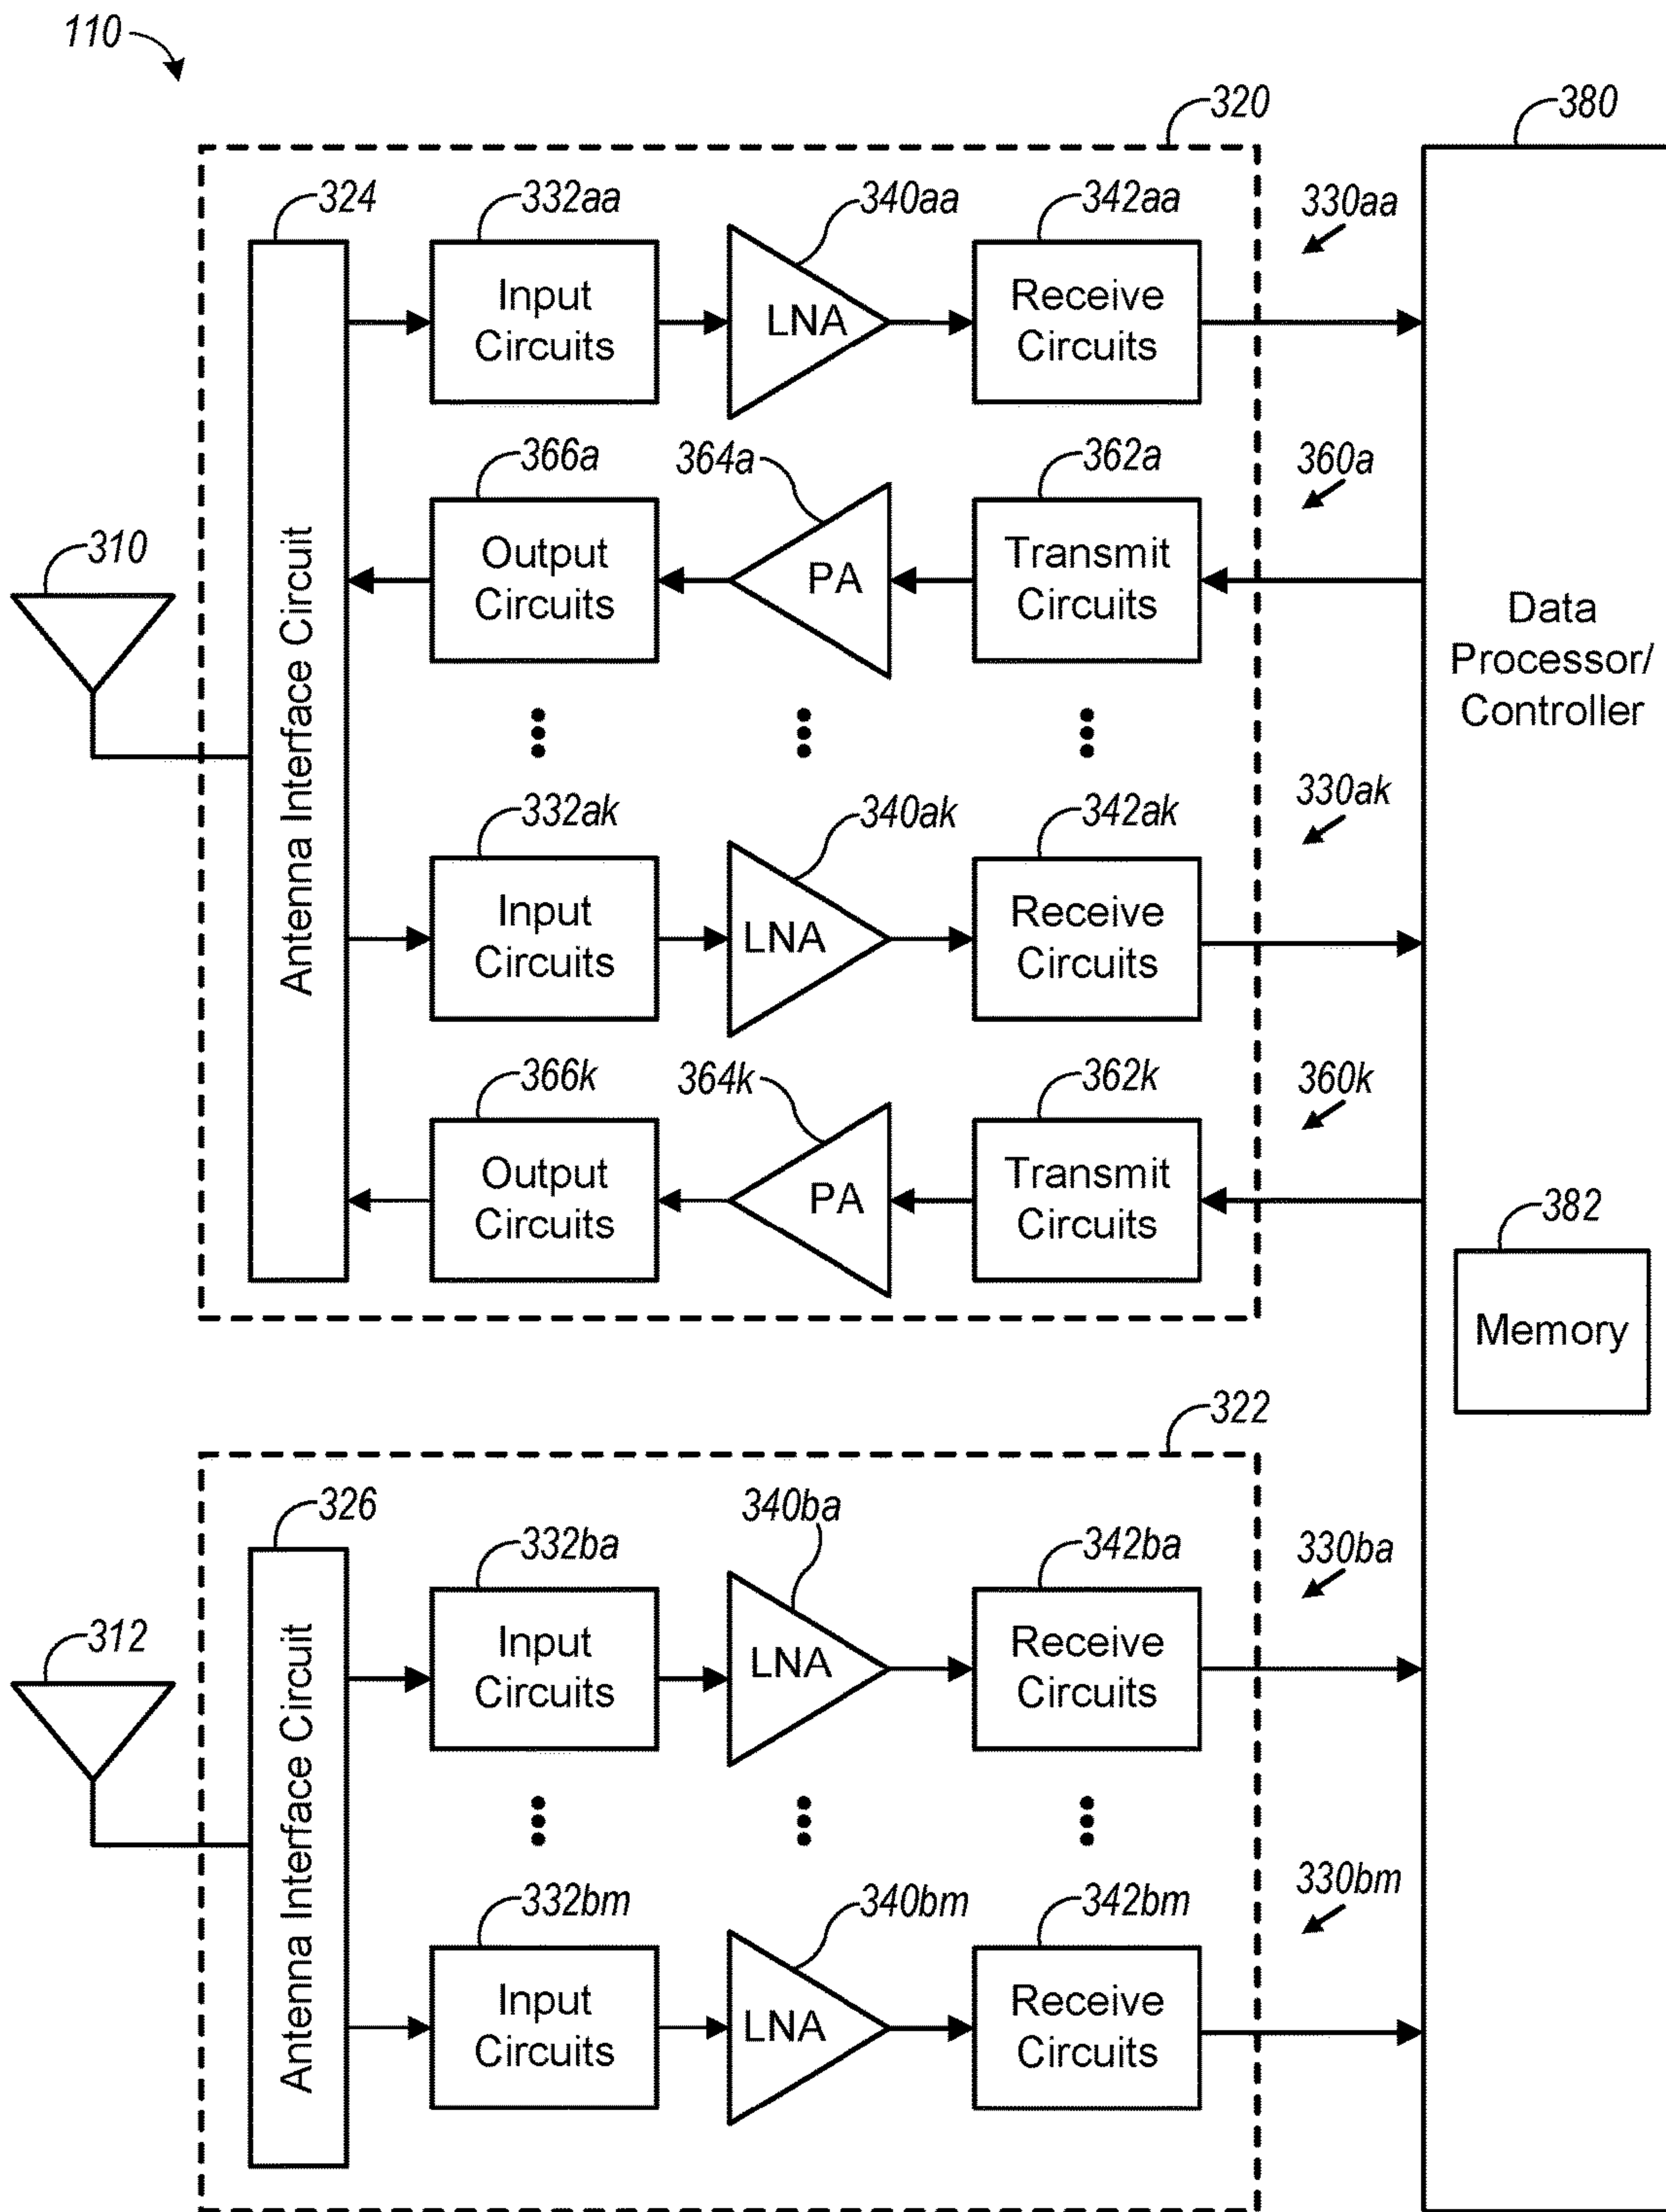 110
320
380
324
332aa
340aa
342aa
330aa
Input
Circuits
LNA
Receive
Circuits
366a
364a
362a
360a
310
Antenna Interface Circuit
Output
Circuits
PA
Transmit
Circuits
Data
Processor/
Controller
332ak
340ak
342ak
330ak
Input
Circuits
LNA
Receive
Circuits
366k
364k
362k
360k
Output
Circuits
PA
Transmit
Circuits
382
Memory
322
326
332ba
340ba
342ba
330ba
312
Antenna Interface Circuit
Input
Circuits
LNA
Receive
Circuits
332bm
340bm
342bm
330bm
Input
Circuits
LNA
Receive
Circuits